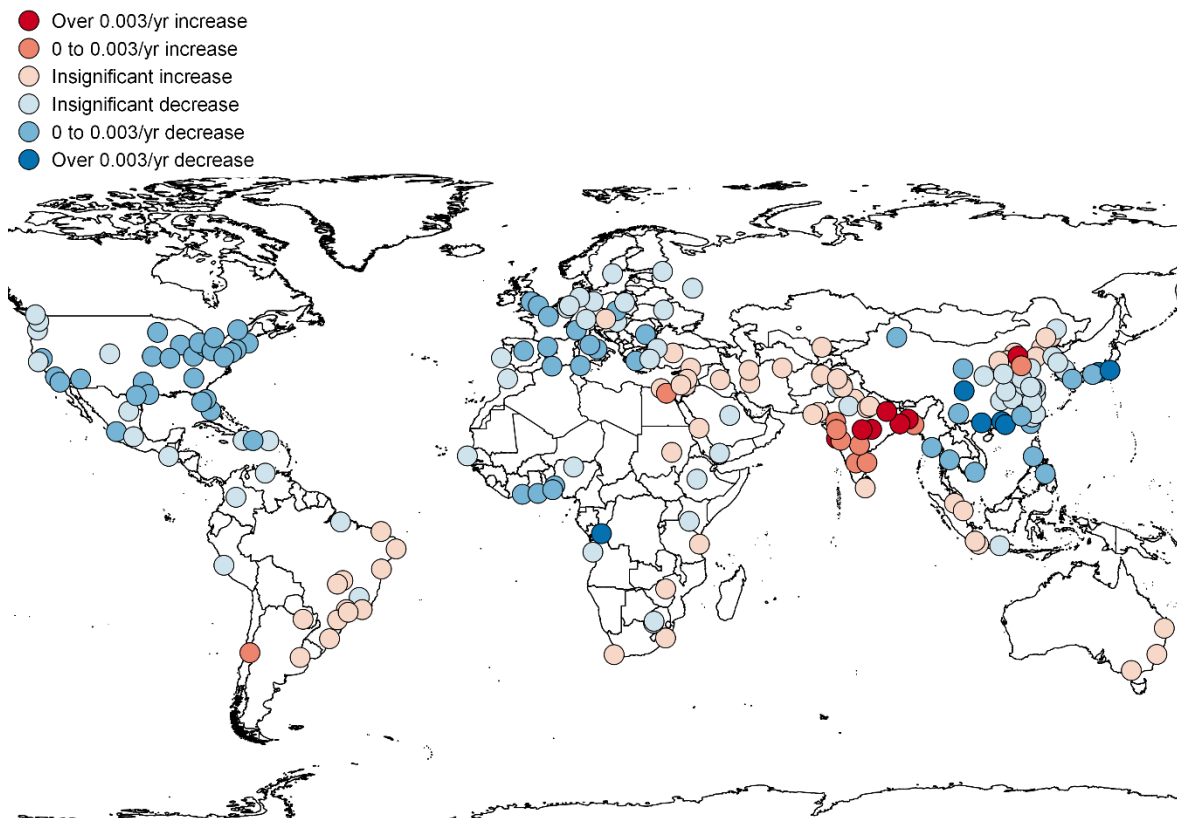 Over 0.003/yr increase
0 to 0.003/yr increase
Insignificant increase
Insignificant decrease
0 to 0.003/yr decrease
Over 0.003/yr decrease